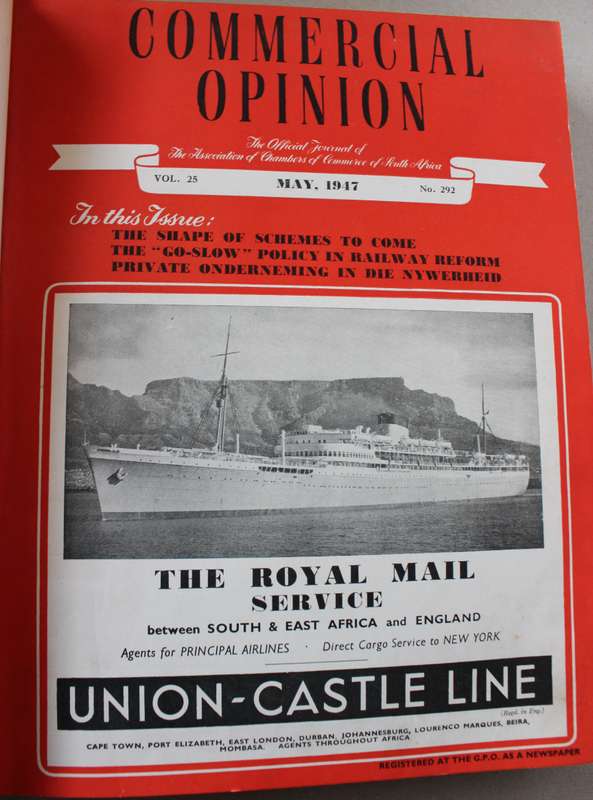 COMMERCIAL
OPINION
The Official Journal of
The Association of Chambers of Commerce of South Africa
VOL. 25 MAY, 1947 No. 292
In this Issue:
THE SHAPE OF SCHEMES TO COME
THE "GO-SLOW" POLICY IN RAILWAY REFORM
PRIVATE ONDERNEMING IN DIE NYWERHEID
THE ROYAL MAIL
SERVICE
between SOUTH & EAST AFRICA and ENGLAND
Agents for PRINCIPAL AIRLINES · Direct Cargo Service to NEW YORK
UNION-CASTLE LINE
(Regd. in Eng.)
CAPE TOWN, PORT ELIZABETH, EAST LONDON, DURBAN, JOHANNESBURG, LOURENCO MARQUES, BEIRA,
MOMBASA. AGENTS THROUGHOUT AFRICA
REGISTERED AT THE G.P.O. AS A NEWSPAPER